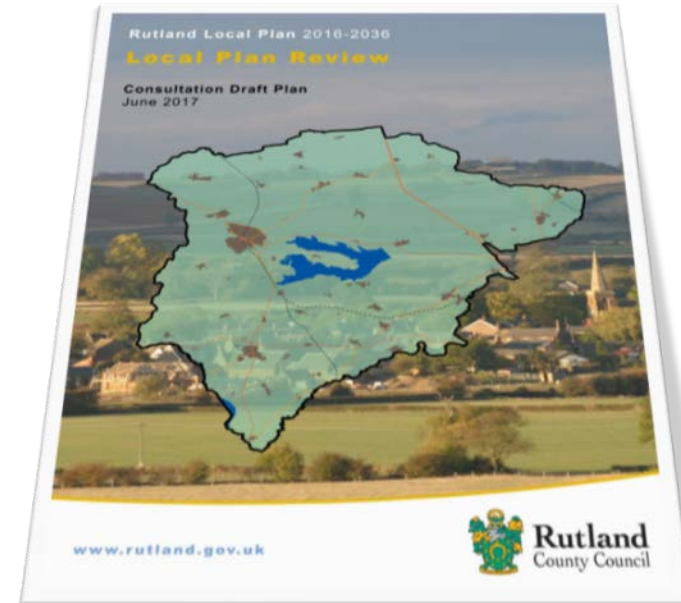 Rutland Local Plan 2016-2036
Local Plan Review
Consultation Draft Plan
June 2017
www.rutland.gov.uk
Rutland
County Council